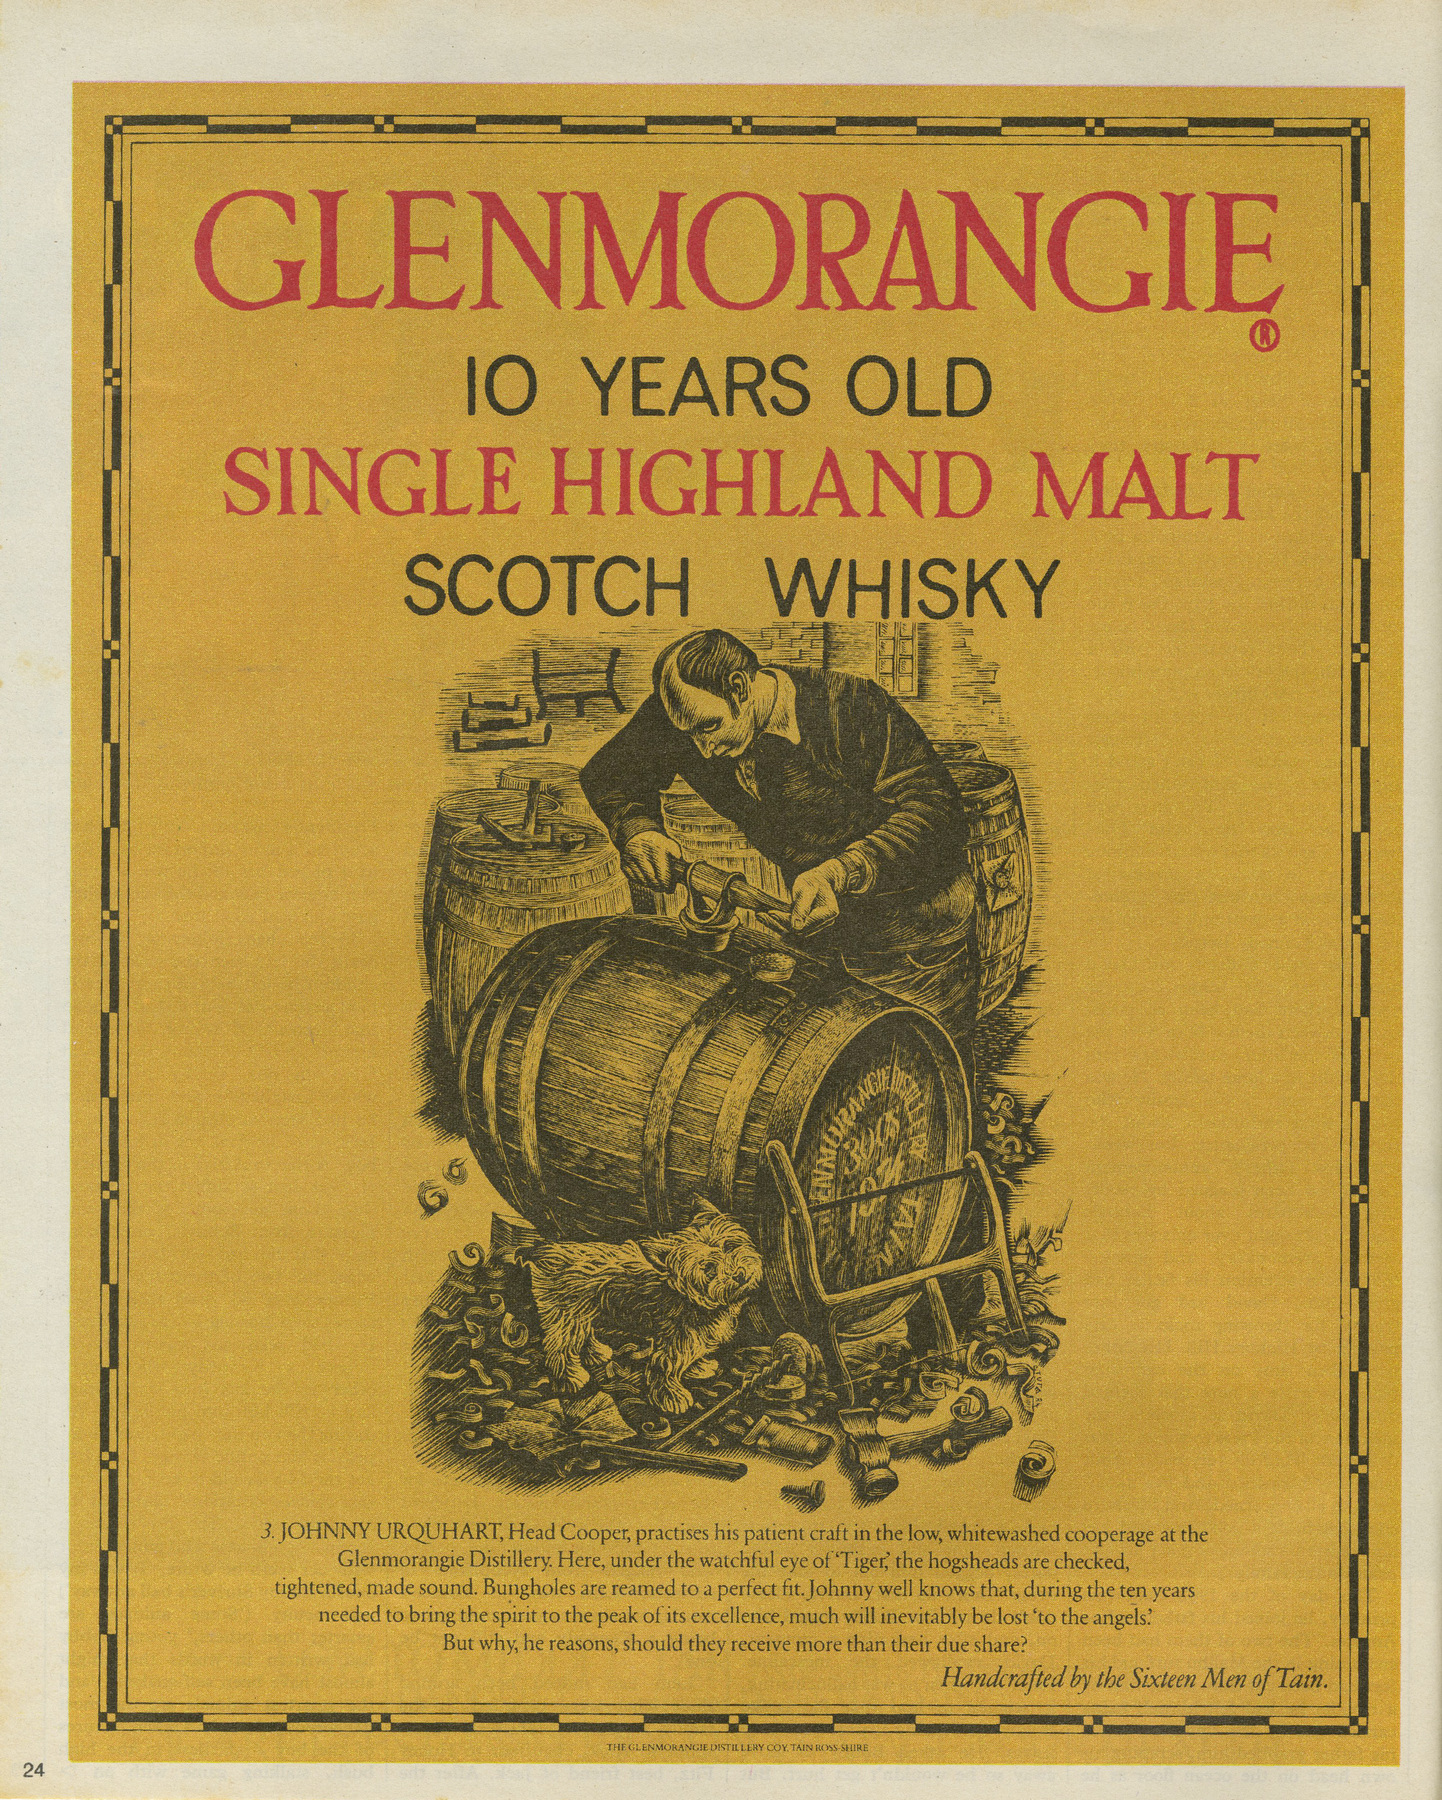 GLENMORANGIE
®
10 YEARS OLD
SINGLE HIGHLAND MALT
SCOTCH WHISKY
GLENMORANGIE DISTILLERY
TAIN
3. JOHNNY URQUHART, Head Cooper, practises his patient craft in the low, whitewashed cooperage at the
Glenmorangie Distillery. Here, under the watchful eye of ‘Tiger,’ the hogsheads are checked,
tightened, made sound. Bungholes are reamed to a perfect fit. Johnny well knows that, during the ten years
needed to bring the spirit to the peak of its excellence, much will inevitably be lost ‘to the angels.’
But why, he reasons, should they receive more than their due share?
Handcrafted by the Sixteen Men of Tain.
THE GLENMORANGIE DISTILLERY COY, TAIN ROSS-SHIRE
24